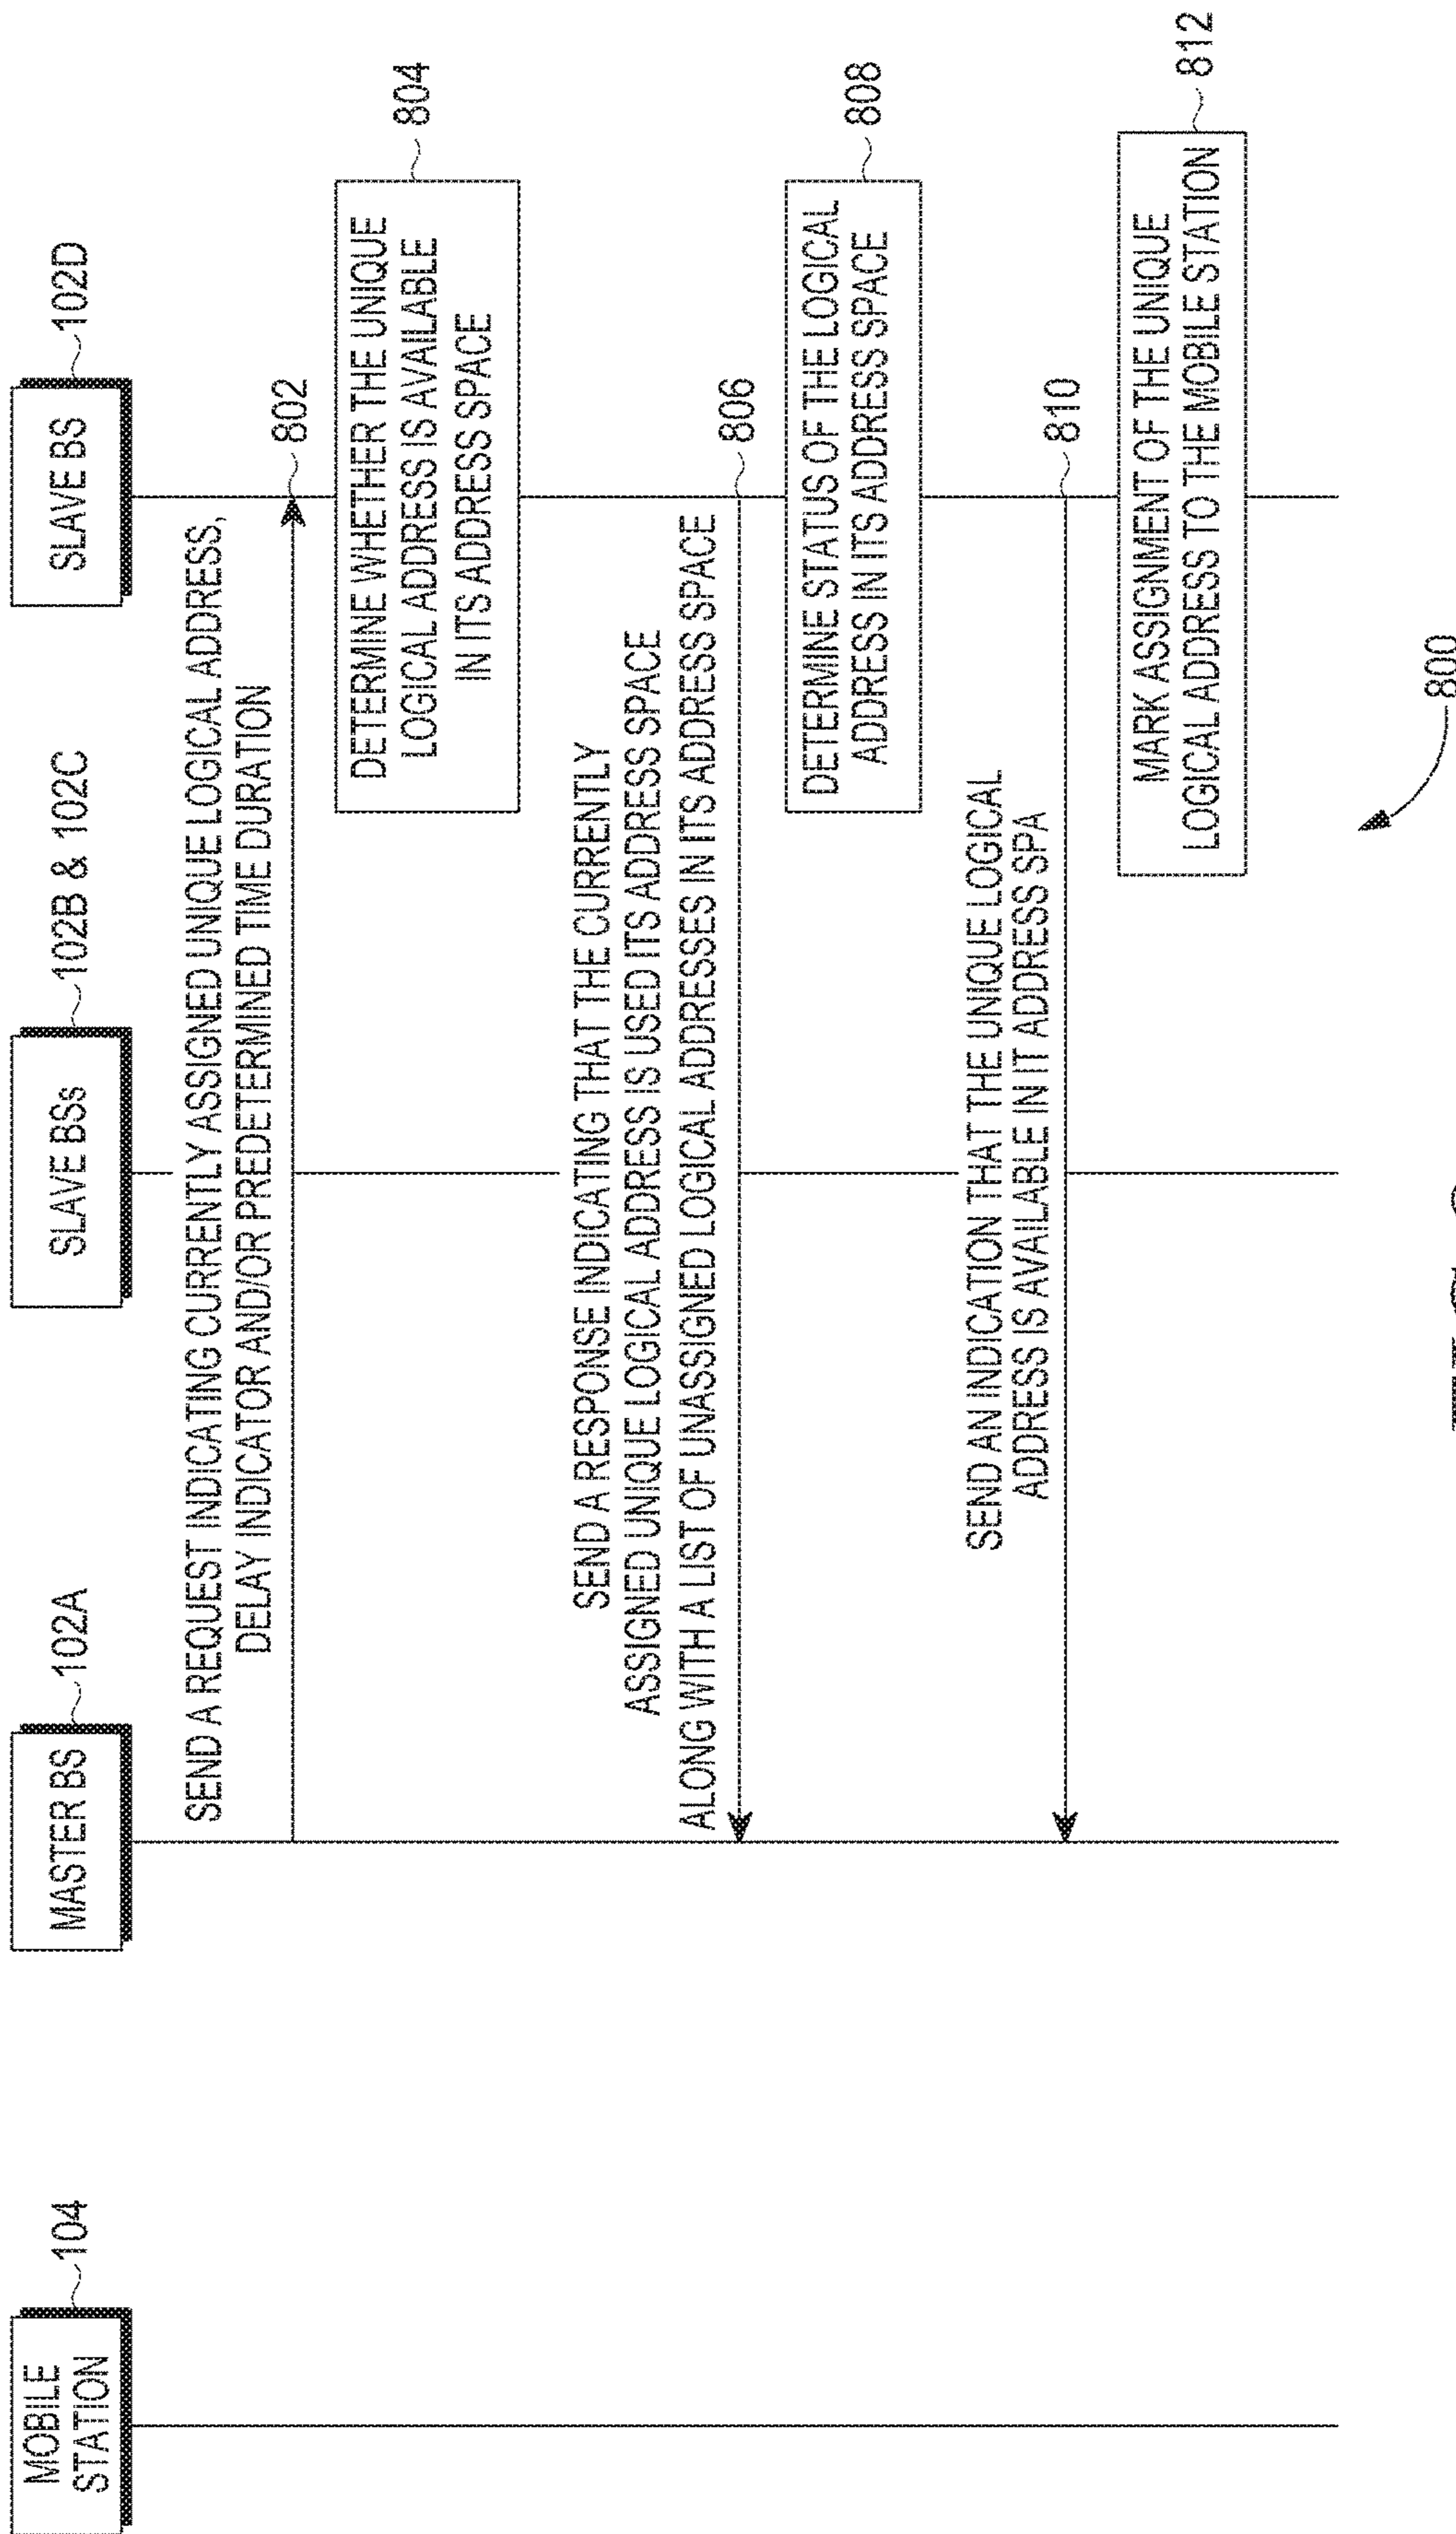 MOBILE
STATION
104
MASTER BS
102A
SLAVE BSs
102B & 102C
SLAVE BS
102D
SEND A REQUEST INDICATING CURRENTLY ASSIGNED UNIQUE LOGICAL ADDRESS,
DELAY INDICATOR AND/OR PREDETERMINED TIME DURATION
802
DETERMINE WHETHER THE UNIQUE
LOGICAL ADDRESS IS AVAILABLE
IN ITS ADDRESS SPACE
804
SEND A RESPONSE INDICATING THAT THE CURRENTLY
ASSIGNED UNIQUE LOGICAL ADDRESS IS USED ITS ADDRESS SPACE
ALONG WITH A LIST OF UNASSIGNED LOGICAL ADDRESSES IN ITS ADDRESS SPACE
806
DETERMINE STATUS OF THE LOGICAL
ADDRESS IN ITS ADDRESS SPACE
808
SEND AN INDICATION THAT THE UNIQUE LOGICAL
ADDRESS IS AVAILABLE IN IT ADDRESS SPA
810
MARK ASSIGNMENT OF THE UNIQUE
LOGICAL ADDRESS TO THE MOBILE STATION
812
800